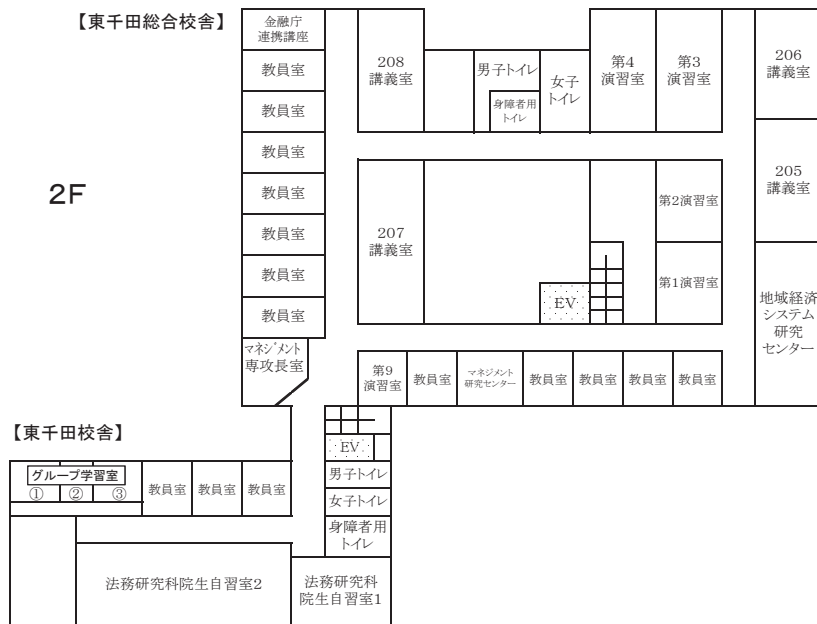 【東千田総合校舎】
2F
金融庁
連携講座
教員室
教員室
教員室
教員室
教員室
教員室
教員室
マネジメント
専攻長室
208
講義室
男子トイレ
身障者用
トイレ
女子
トイレ
第4
演習室
第3
演習室
206
講義室
205
講義室
207
講義室
EV
第2演習室
第1演習室
地域経済
システム
研究
センター
第9
演習室
教員室
マネジメント
研究センター
教員室
教員室
教員室
教員室
【東千田校舎】
グループ学習室
①
②
③
教員室
教員室
教員室
EV
男子トイレ
女子トイレ
身障者用
トイレ
法務研究科院生自習室2
法務研究科
院生自習室1